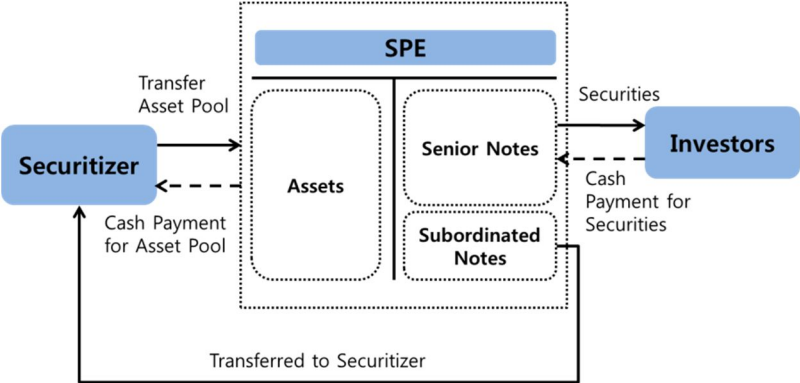 SPE
Transfer
Asset Pool
Securities
Securitizer
Assets
Senior Notes
Investors
Cash Payment
for Asset Pool
Cash
Payment for
Securities
Subordinated
Notes
Transferred to Securitizer